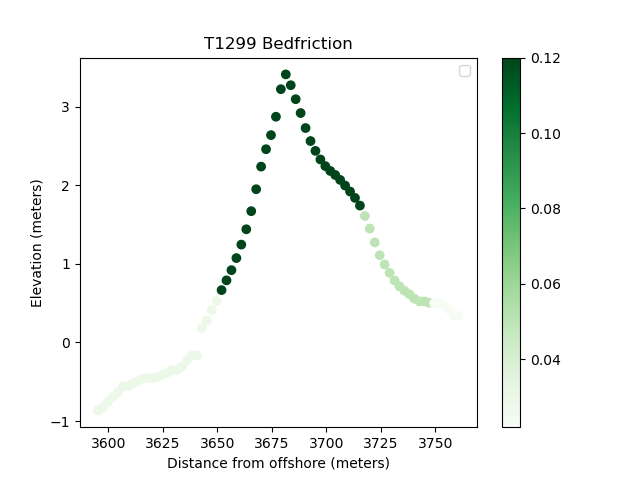 T1299 Bedfriction
Elevation (meters)
3
2
1
0
−1
3600 3625 3650 3675 3700 3725 3750
Distance from offshore (meters)
0.12
0.10
0.08
0.06
0.04